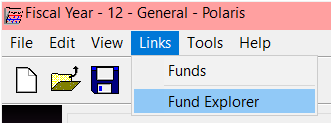 Fiscal Year - 12 - General - Polaris
File Edit View Links Tools Help
Funds
Fund Explorer